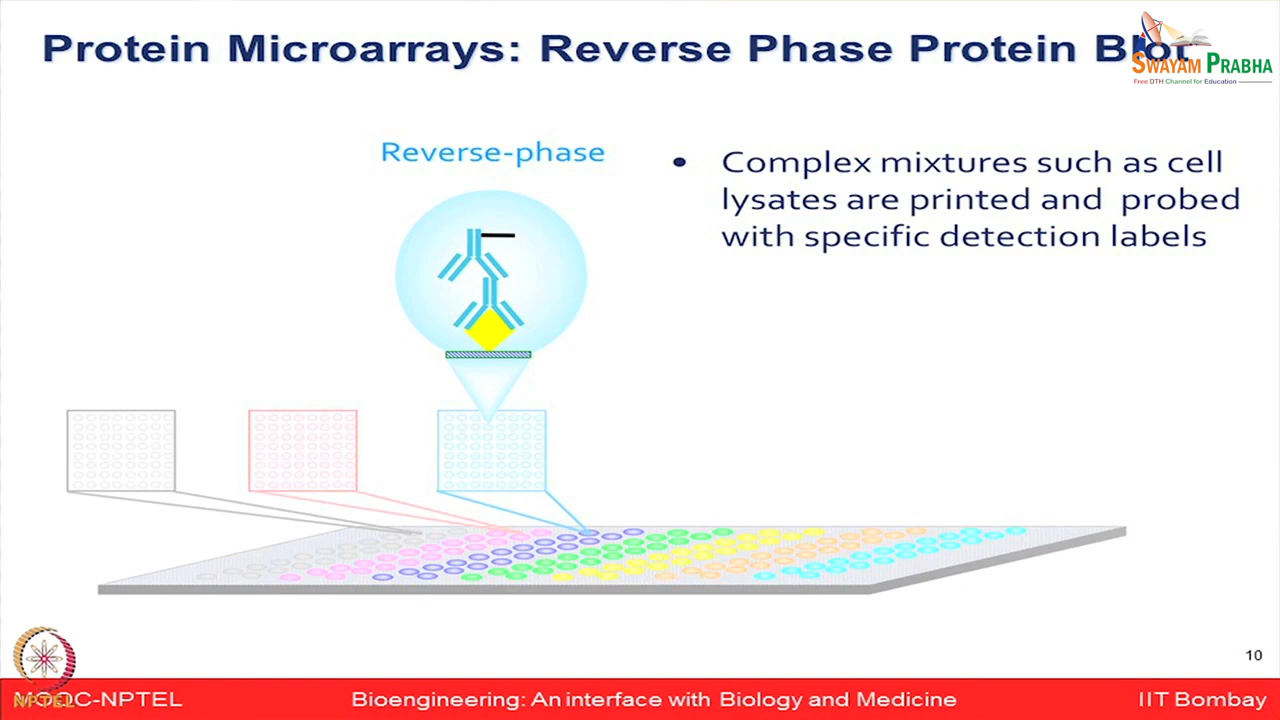 Protein Microarrays: Reverse Phase Protein Blot
SWAYAM PRABHA
Free DTH Channel for Education
Reverse-phase
• Complex mixtures such as cell
lysates are printed and probed
with specific detection labels
10
NPTEL
MOOC-NPTEL
Bioengineering: An interface with Biology and Medicine
IIT Bombay